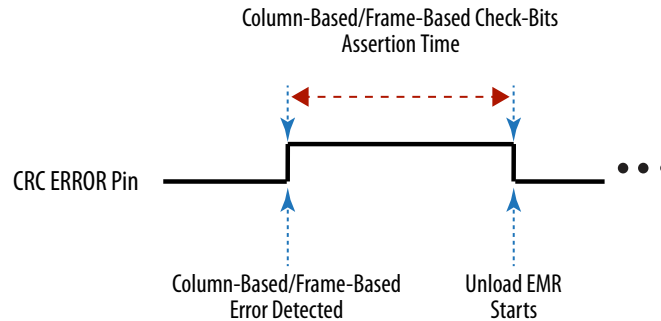 Column-Based/Frame-Based Check-Bits
Assertion Time
CRC ERROR Pin
Column-Based/Frame-Based
Error Detected
Unload EMR
Starts